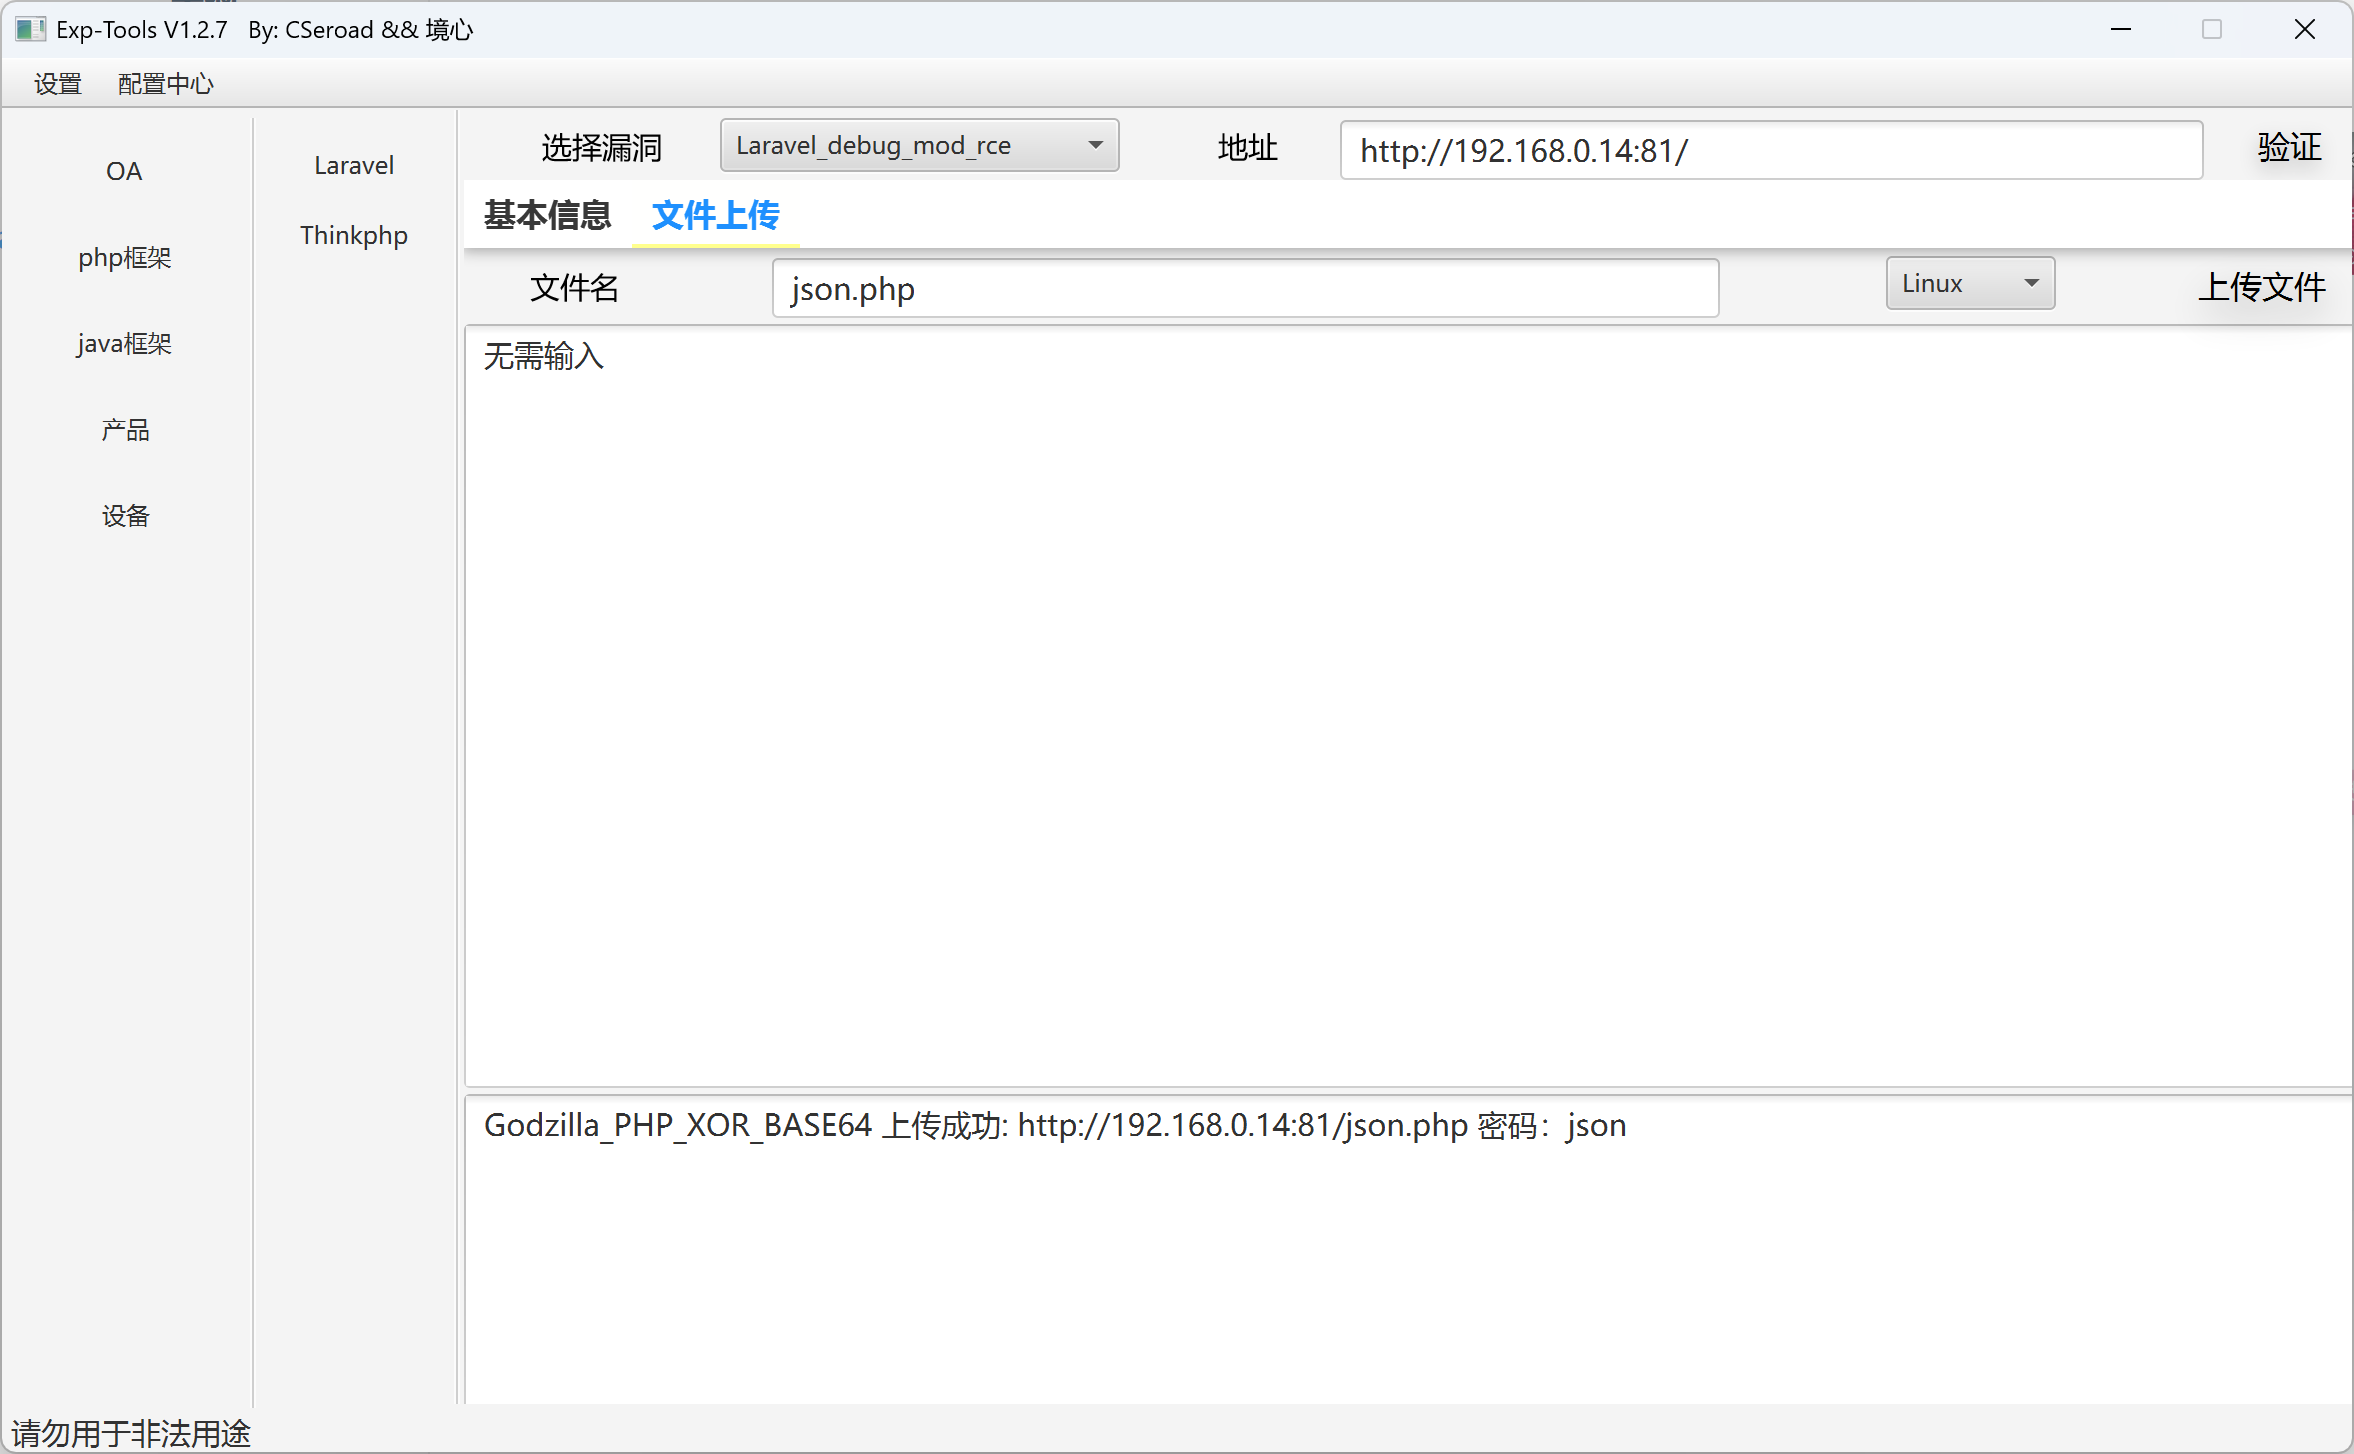 Exp-Tools V1.2.7 By: CSeroad && 境心
设置 配置中心
OA
php框架
java框架
产品
设备
Laravel
Thinkphp
选择漏洞 Laravel_debug_mod_rce 地址 http://192.168.0.14:81/ 验证
基本信息 文件上传
文件名 json.php Linux 上传文件
无需输入
Godzilla_PHP_XOR_BASE64 上传成功: http://192.168.0.14:81/json.php 密码：json
请勿用于非法用途